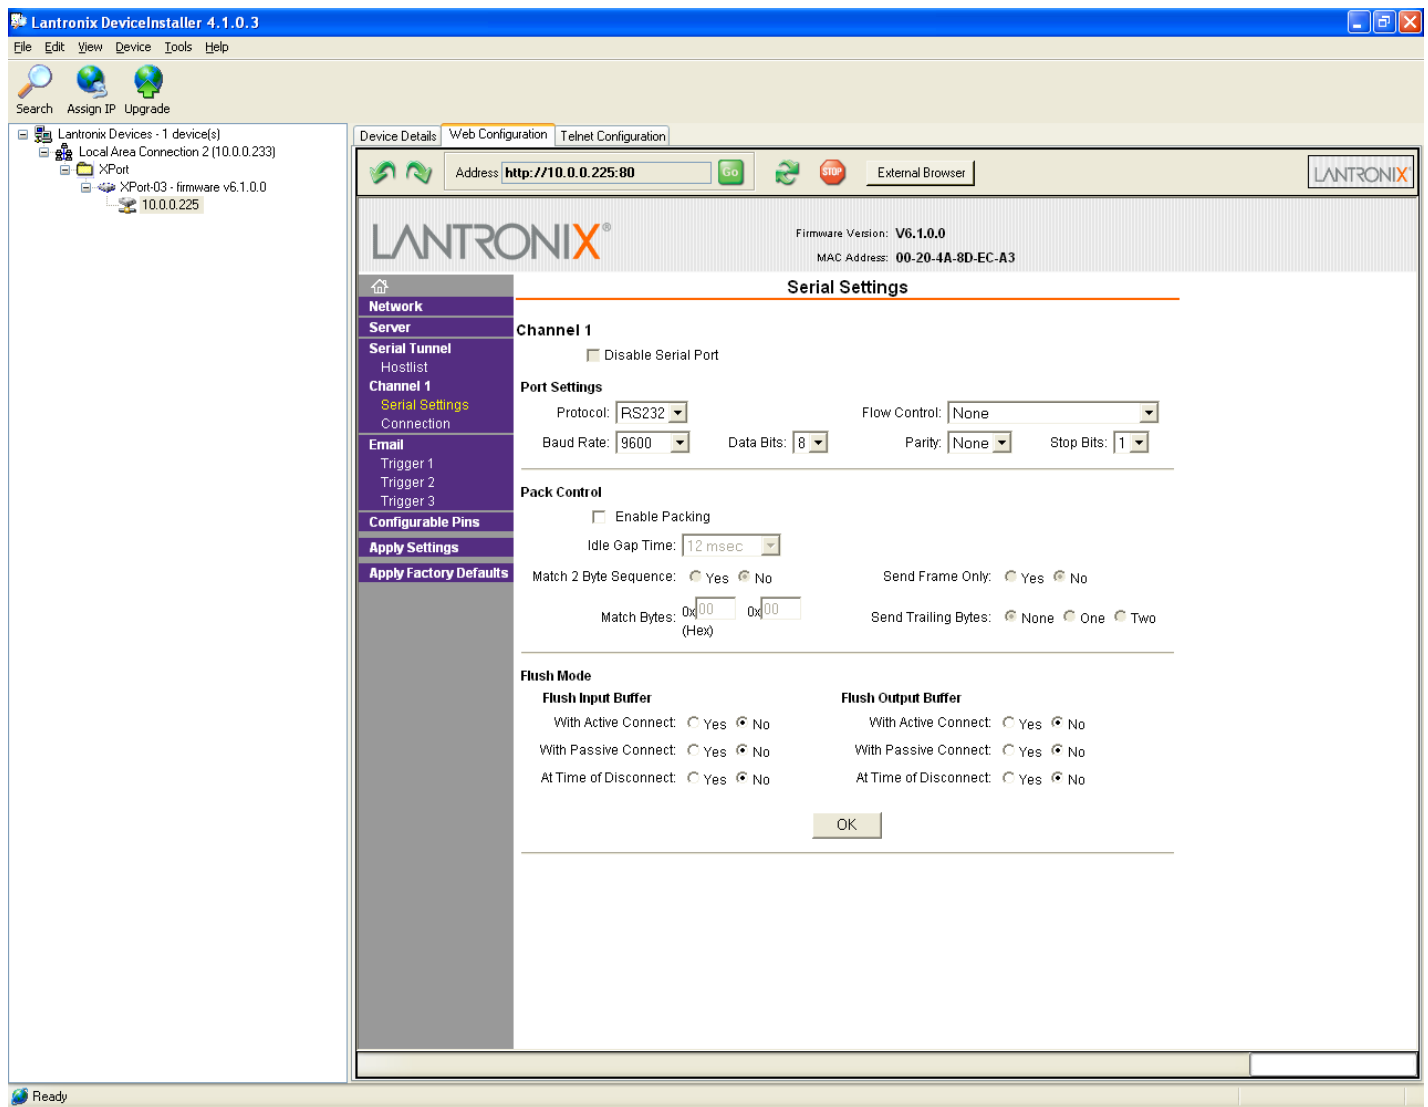 Lantronix DeviceInstaller 4.1.0.3
File Edit View Device Tools Help
Search Assign IP Upgrade
Lantronix Devices - 1 device(s)
Local Area Connection 2 (10.0.0.233)
XPort
XPort-03 - firmware v6.1.0.0
10.0.0.225
Device Details Web Configuration Telnet Configuration
Address http://10.0.0.225:80 Go STOP External Browser LANTRONIX
LANTRONIX®
Firmware Version: V6.1.0.0
MAC Address: 00-20-4A-8D-EC-A3
Network
Server
Serial Tunnel
Hostlist
Channel 1
Serial Settings
Connection
Email
Trigger 1
Trigger 2
Trigger 3
Configurable Pins
Apply Settings
Apply Factory Defaults
Serial Settings
Channel 1
Disable Serial Port
Port Settings
Protocol: RS232 Flow Control: None
Baud Rate: 9600 Data Bits: 8 Parity: None Stop Bits: 1
Pack Control
Enable Packing
Idle Gap Time: 12 msec
Match 2 Byte Sequence: Yes No Send Frame Only: Yes No
Match Bytes: 0x 00 0x 00 Send Trailing Bytes: None One Two
(Hex)
Flush Mode
Flush Input Buffer Flush Output Buffer
With Active Connect: Yes No With Active Connect: Yes No
With Passive Connect: Yes No With Passive Connect: Yes No
At Time of Disconnect: Yes No At Time of Disconnect: Yes No
OK
Ready